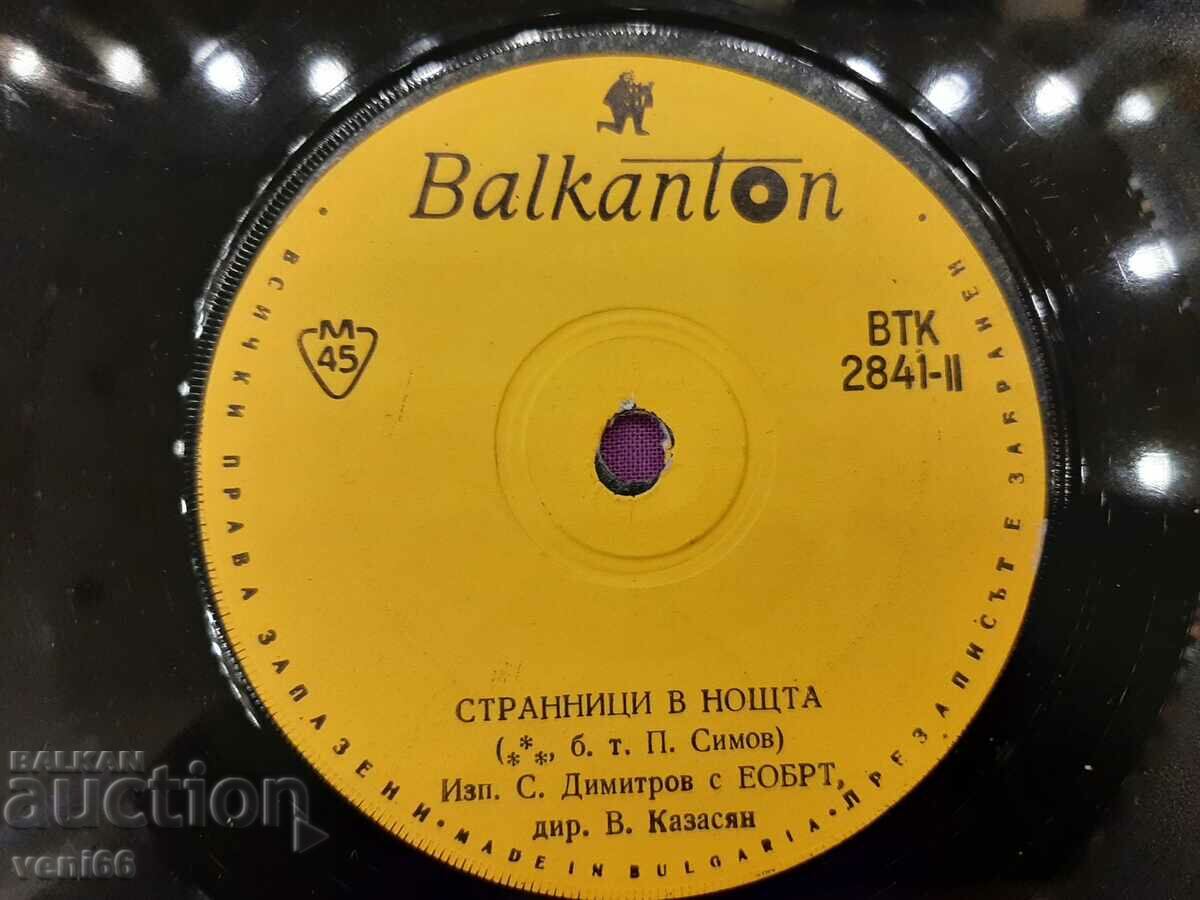 Balkanton
М
45
ВТК
2841-II
СТРАННИЦИ В НОЩТА
(***, б. т. П. Симов)
Изп. С. Димитров с ЕОБРТ,
дир. В. Казасян
• ВСИЧКИ ПРАВА ЗАПАЗЕНИ • MADE IN BULGARIA • ПРЕЗАПИСЪТ Е ЗАБРАНЕН •
BALKAN
auction
veni66